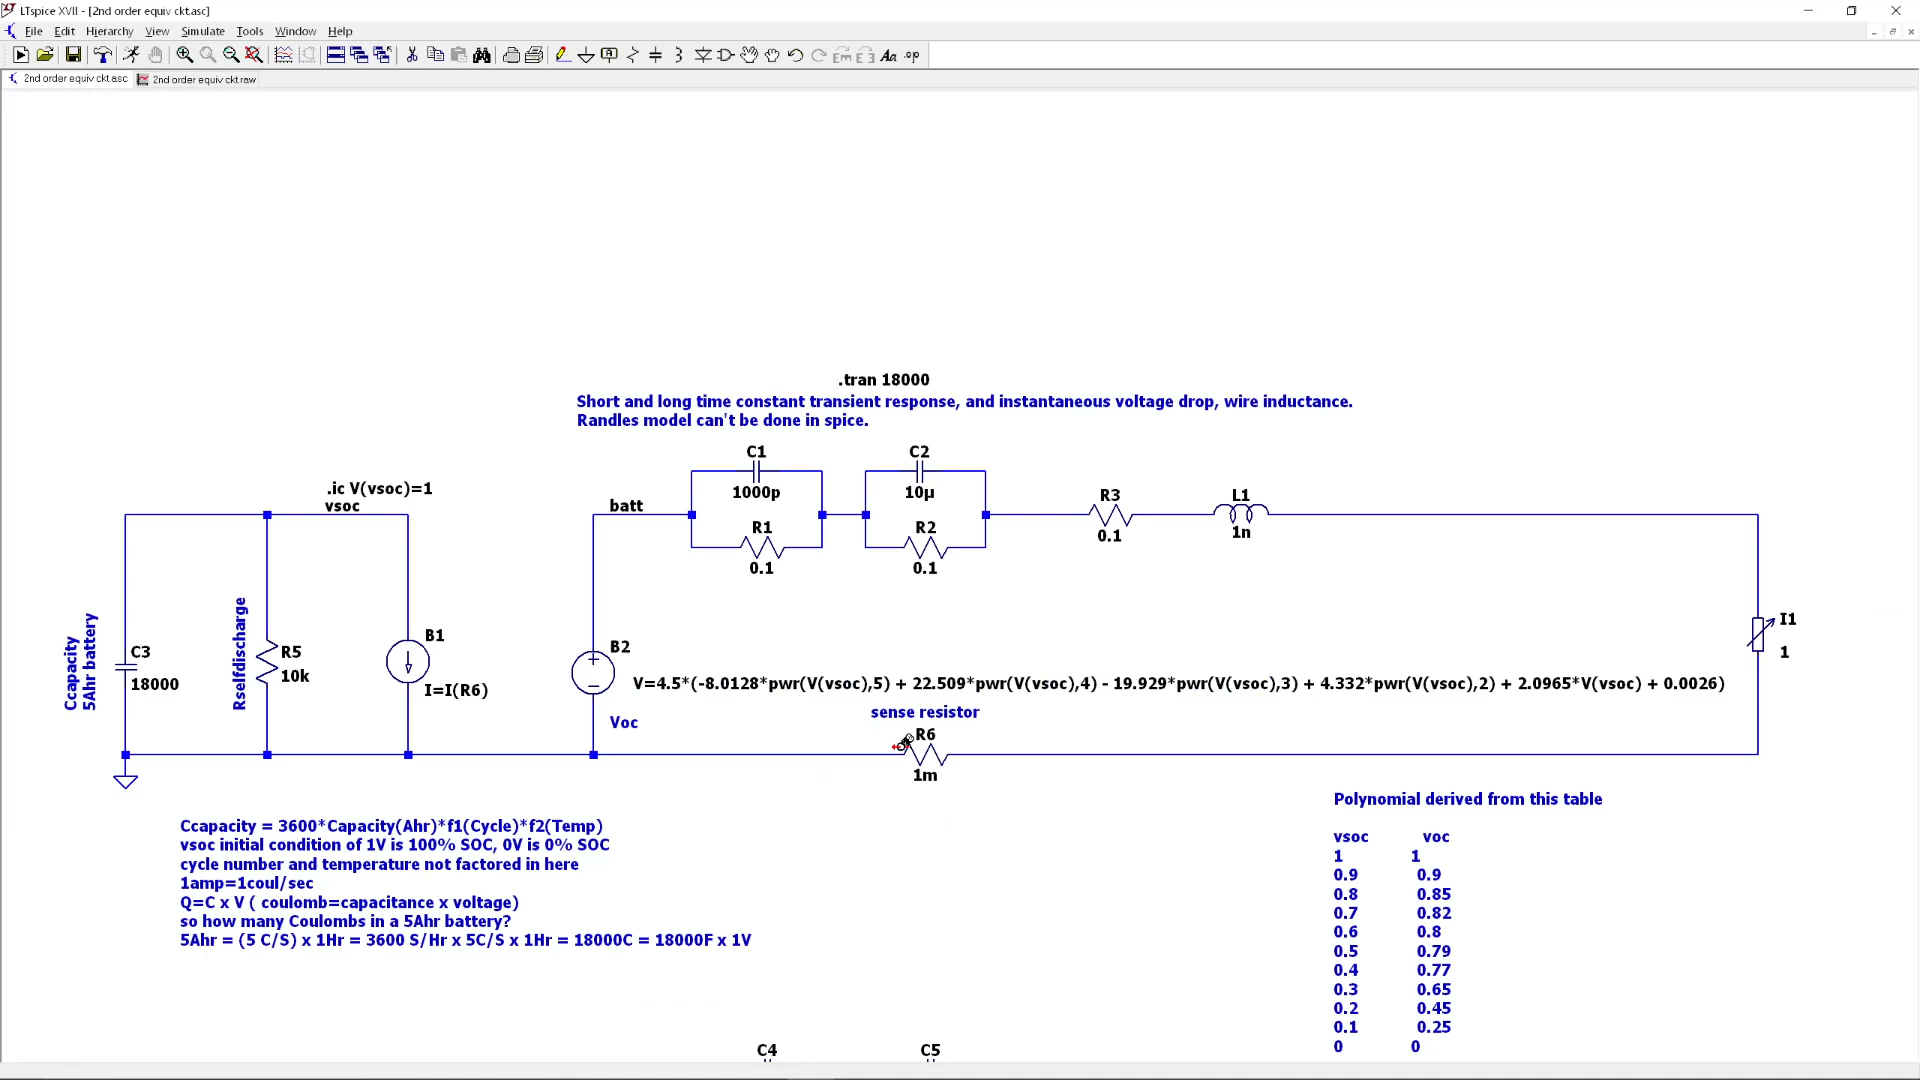 LTspice XVII - [2nd order equiv ckt.asc]
File Edit Hierarchy View Simulate Tools Window Help
2nd order equiv ckt.asc 2nd order equiv ckt.raw
.tran 18000
Short and long time constant transient response, and instantaneous voltage drop, wire inductance.
Randles model can't be done in spice.
C1
1000p
R1
0.1
C2
10µ
R2
0.1
R3
0.1
L1
1n
.ic V(vsoc)=1
vsoc
batt
Ccapacity
5Ahr battery
C3
18000
Rselfdischarge
R5
10k
B1
I=I(R6)
B2
V=4.5*(-8.0128*pwr(V(vsoc),5) + 22.509*pwr(V(vsoc),4) - 19.929*pwr(V(vsoc),3) + 4.332*pwr(V(vsoc),2) + 2.0965*V(vsoc) + 0.0026)
Voc
I1
1
sense resistor
R6
1m
Ccapacity = 3600*Capacity(Ahr)*f1(Cycle)*f2(Temp)
vsoc initial condition of 1V is 100% SOC, 0V is 0% SOC
cycle number and temperature not factored in here
1amp=1coul/sec
Q=C x V ( coulomb=capacitance x voltage)
so how many Coulombs in a 5Ahr battery?
5Ahr = (5 C/S) x 1Hr = 3600 S/Hr x 5C/S x 1Hr = 18000C = 18000F x 1V
Polynomial derived from this table
vsoc voc
1 1
0.9 0.9
0.8 0.85
0.7 0.82
0.6 0.8
0.5 0.79
0.4 0.77
0.3 0.65
0.2 0.45
0.1 0.25
0 0
C4 C5